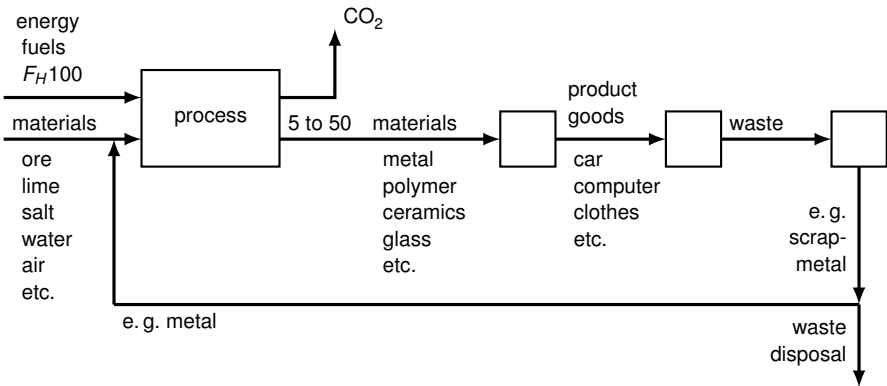 energy
fuels
F_H100
CO₂
process
materials
ore
lime
salt
water
air
etc.
5 to 50
materials
metal
polymer
ceramics
glass
etc.
product
goods
car
computer
clothes
etc.
waste
e. g.
scrap-
metal
e. g. metal
waste
disposal